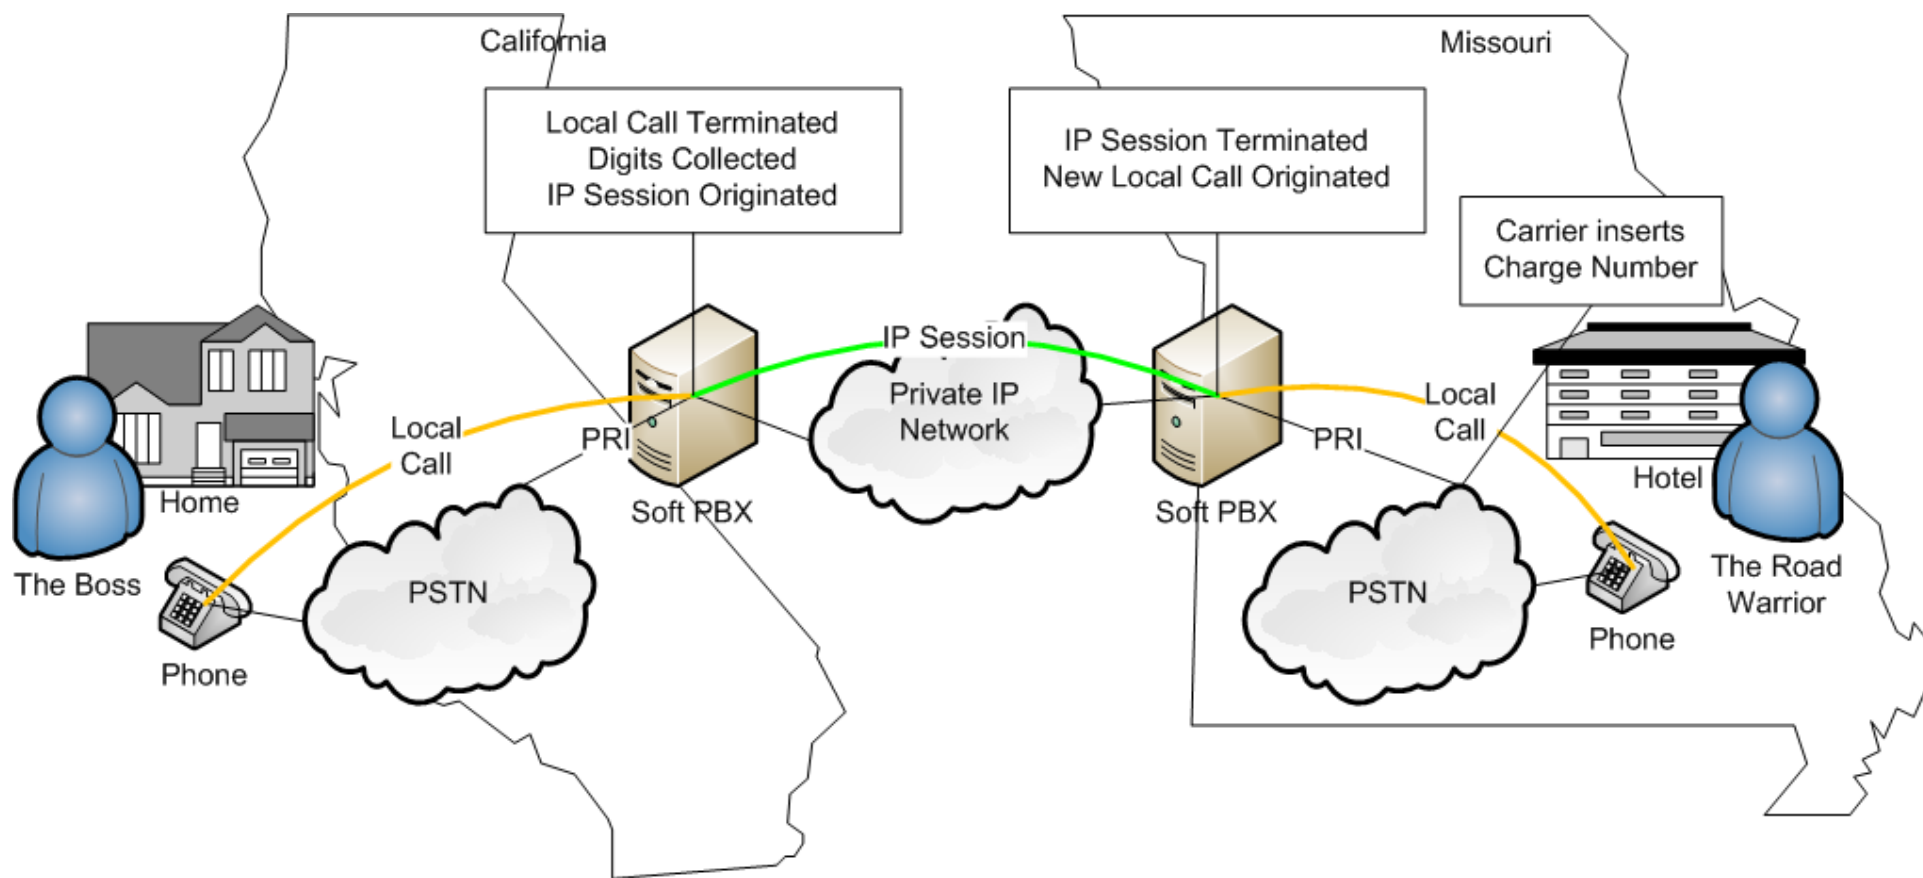 California
Missouri
Local Call Terminated
Digits Collected
IP Session Originated
IP Session Terminated
New Local Call Originated
Carrier inserts
Charge Number
IP Session
Private IP
Network
Local
Call
PRI
Local
Call
PRI
Home
Soft PBX
Soft PBX
Hotel
The Boss
PSTN
PSTN
The Road
Warrior
Phone
Phone